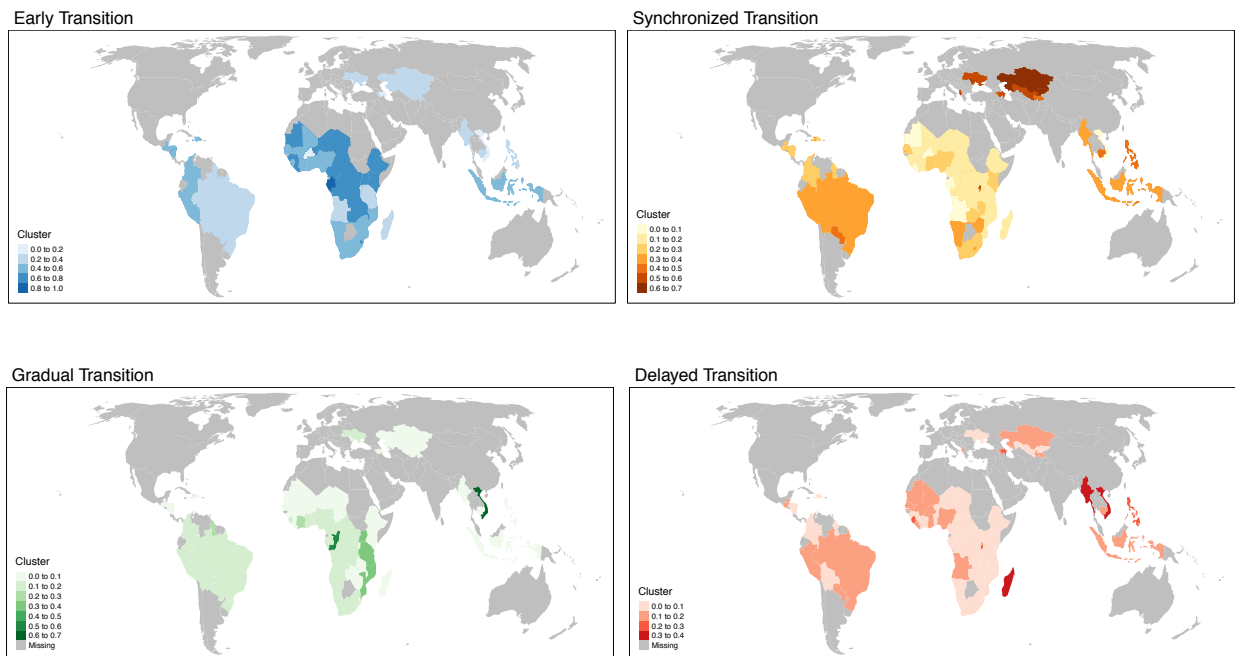 Early Transition
Cluster
0.0 to 0.2
0.2 to 0.4
0.4 to 0.6
0.6 to 0.8
0.8 to 1.0
Synchronized Transition
Cluster
0.0 to 0.1
0.1 to 0.2
0.2 to 0.3
0.3 to 0.4
0.4 to 0.5
0.5 to 0.6
0.6 to 0.7
Gradual Transition
Cluster
0.0 to 0.1
0.1 to 0.2
0.2 to 0.3
0.3 to 0.4
0.4 to 0.5
0.5 to 0.6
0.6 to 0.7
Missing
Delayed Transition
Cluster
0.0 to 0.1
0.1 to 0.2
0.2 to 0.3
0.3 to 0.4
Missing